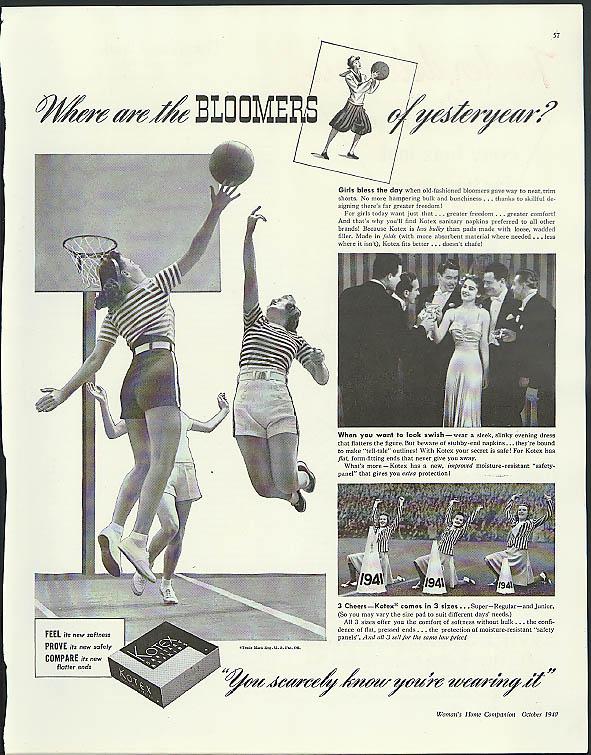 57
Where are the BLOOMERS of yesteryear?
Girls bless the day when old-fashioned bloomers gave way to neat, trim
shorts. No more hampering bulk and bunchiness . . . thanks to skillful de-
signing there's far greater freedom!
For girls today want just that . . . greater freedom . . . greater comfort!
And that's why you'll find Kotex sanitary napkins preferred to all other
brands! Because Kotex is less bulky than pads made with loose, wadded
filler. Made in folds (with more absorbent material where needed . . . less
where it isn't), Kotex fits better . . . doesn't chafe!
When you want to look swish—wear a sleek, slinky evening dress
that flatters the figure. But beware of stubby-end napkins . . . they're bound
to make "tell-tale" outlines! With Kotex your secret is safe! For Kotex has
flat, form-fitting ends that never give you away.
What's more—Kotex has a new, improved moisture-resistant "safety-
panel" that gives you extra protection!
1941
1941
1941
3 Cheers—Kotex* comes in 3 sizes . . . Super—Regular—and Junior.
(So you may vary the size pad to suit different days' needs.)
All 3 sizes offer you the comfort of softness without bulk . . . the confi-
dence of flat, pressed ends . . . the protection of moisture-resistant "safety
panels". And all 3 sell for the same low price!
FEEL its new softness
PROVE its new safety
COMPARE its new
flatter ends
KOTEX
KOTEX
*Trade Mark Reg. U. S. Pat. Off.
"You scarcely know you're wearing it"
Woman's Home Companion October 1940